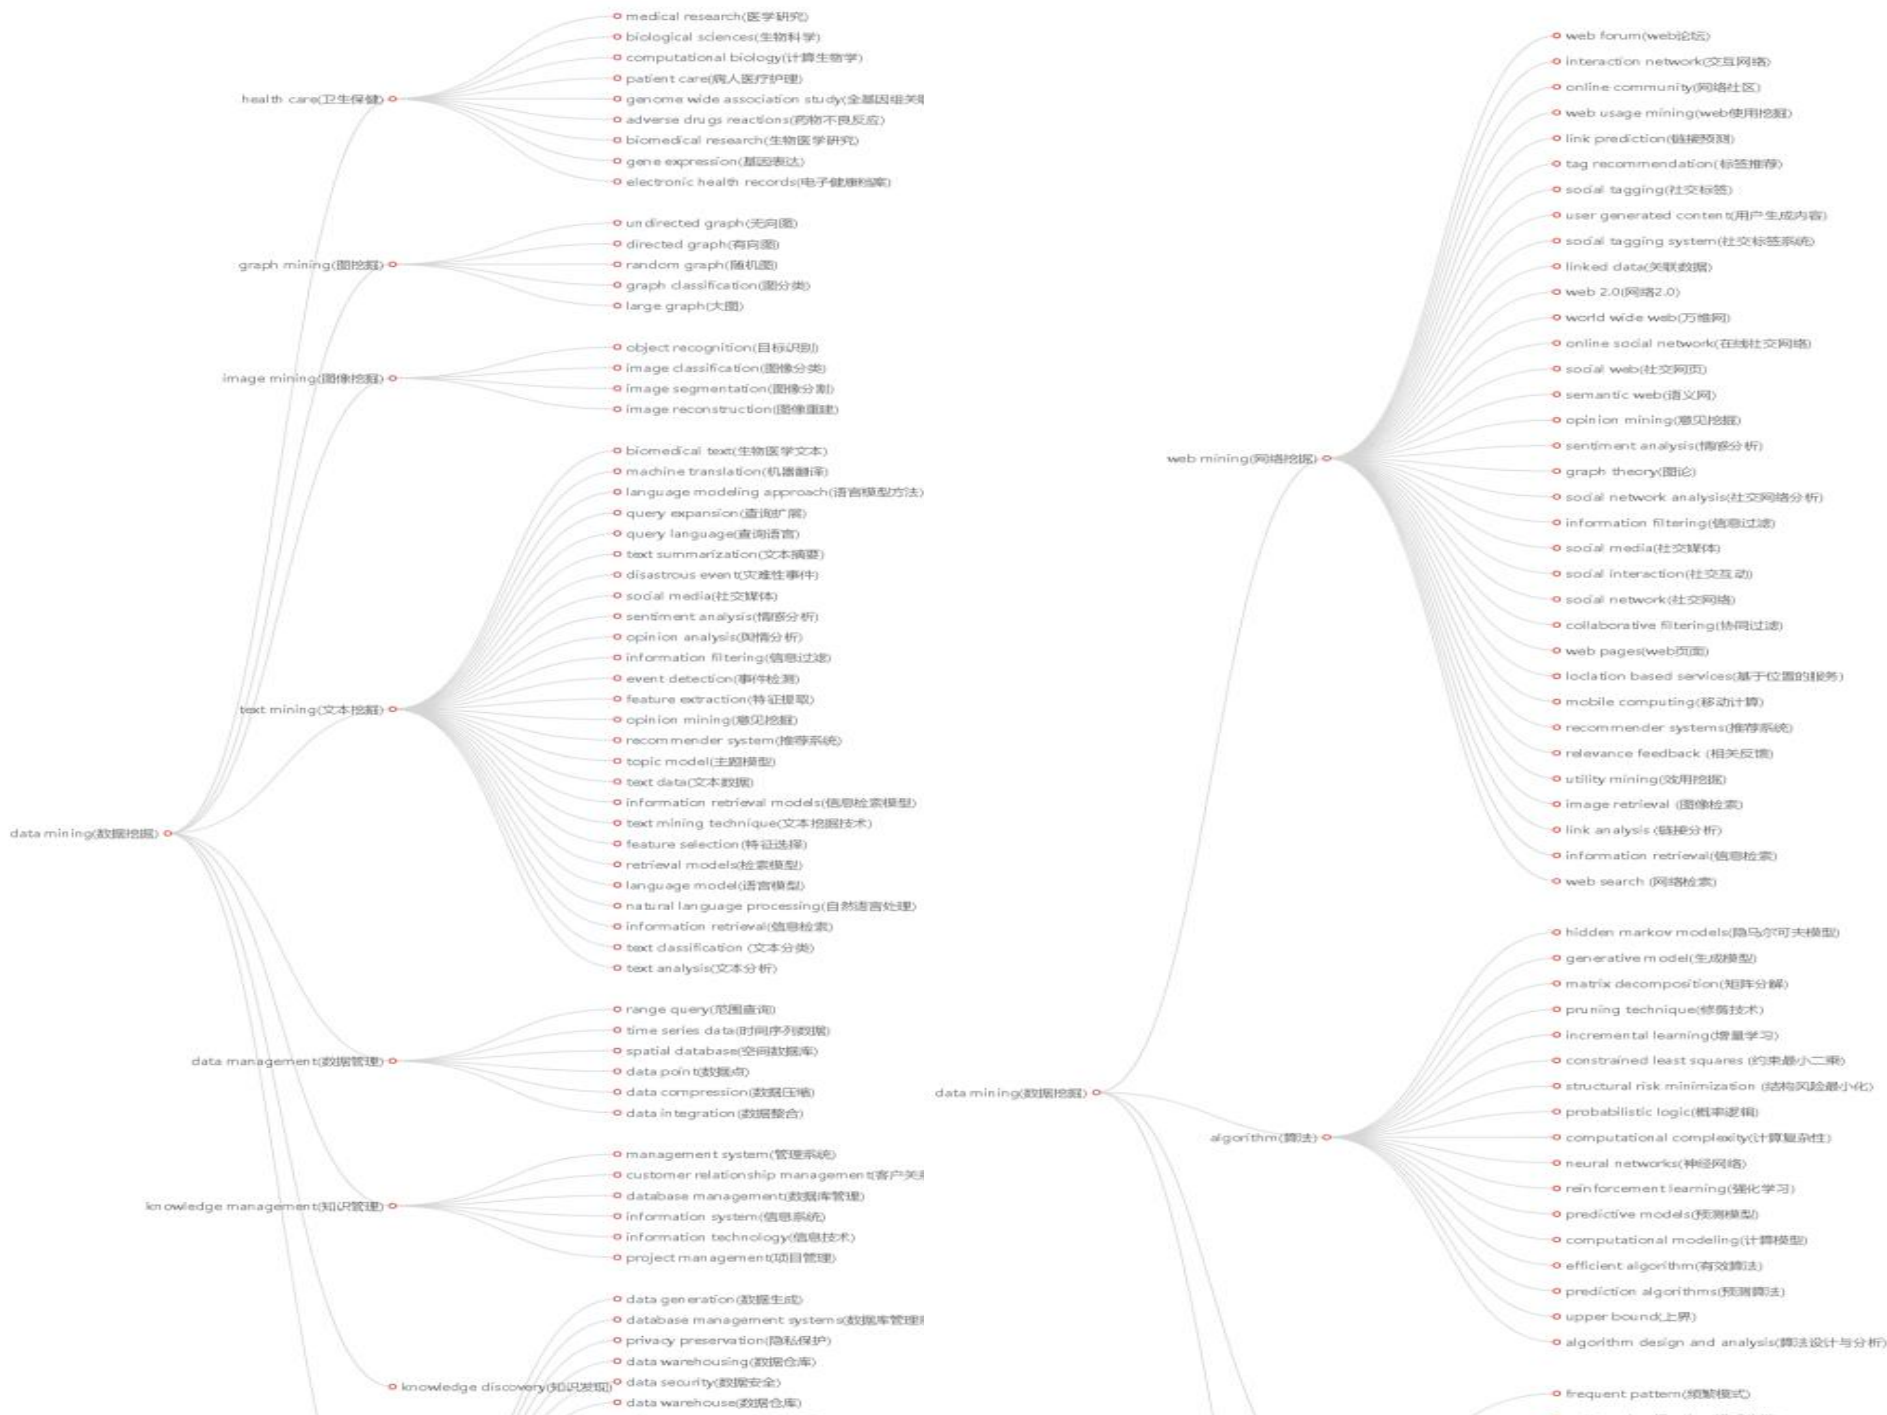 medical research(医学研究)
biological sciences(生物科学)
computational biology(计算生物学)
patient care(病人医疗护理)
health care(卫生保健)
genome wide association study(全基因组关联
adverse drugs reactions(药物不良反应)
biomedical research(生物医学研究)
gene expression(基因表达)
electronic health records(电子健康档案)
undirected graph(无向图)
directed graph(有向图)
graph mining(图挖掘)
random graph(随机图)
graph classification(图分类)
large graph(大图)
object recognition(目标识别)
image classification(图像分类)
image mining(图像挖掘)
image segmentation(图像分割)
image reconstruction(图像重建)
biomedical text(生物医学文本)
machine translation(机器翻译)
language modeling approach(语言模型方法)
query expansion(查询扩展)
query language(查询语言)
text summarization(文本摘要)
disastrous event(灾难性事件)
social media(社交媒体)
sentiment analysis(情感分析)
opinion analysis(舆情分析)
information filtering(信息过滤)
event detection(事件检测)
feature extraction(特征提取)
text mining(文本挖掘)
opinion mining(意见挖掘)
recommender system(推荐系统)
topic model(主题模型)
text data(文本数据)
information retrieval models(信息检索模型)
text mining technique(文本挖掘技术)
data mining(数据挖掘)
feature selection(特征选择)
retrieval models(检索模型)
language model(语言模型)
natural language processing(自然语言处理)
information retrieval(信息检索)
text classification (文本分类)
text analysis(文本分析)
range query(范围查询)
time series data(时间序列数据)
spatial database(空间数据库)
data management(数据管理)
data point(数据点)
data compression(数据压缩)
data integration(数据整合)
management system(管理系统)
customer relationship management(客户关系
database management(数据库管理)
knowledge management(知识管理)
information system(信息系统)
information technology(信息技术)
project management(项目管理)
data generation(数据生成)
database management systems(数据库管理
privacy preservation(隐私保护)
data warehousing(数据仓库)
knowledge discovery(知识发现)
data security(数据安全)
data warehouse(数据仓库)
web forum(web论坛)
interaction network(交互网络)
online community(网络社区)
web usage mining(web使用挖掘)
link prediction(链接预测)
tag recommendation(标签推荐)
social tagging(社交标签)
user generated content(用户生成内容)
social tagging system(社交标签系统)
linked data(关联数据)
web 2.0(网络2.0)
world wide web(万维网)
online social network(在线社交网络)
social web(社交网页)
semantic web(语义网)
opinion mining(意见挖掘)
sentiment analysis(情感分析)
web mining(网络挖掘)
graph theory(图论)
social network analysis(社交网络分析)
information filtering(信息过滤)
social media(社交媒体)
social interaction(社交互动)
social network(社交网络)
collaborative filtering(协同过滤)
web pages(web页面)
loclation based services(基于位置的服务)
mobile computing(移动计算)
recommender systems(推荐系统)
relevance feedback (相关反馈)
utility mining(效用挖掘)
image retrieval (图像检索)
link analysis (链接分析)
information retrieval(信息检索)
web search (网络检索)
hidden markov models(隐马尔可夫模型)
generative model(生成模型)
matrix decomposition(矩阵分解)
pruning technique(修剪技术)
incremental learning(增量学习)
constrained least squares (约束最小二乘)
structural risk minimization (结构风险最小化)
data mining(数据挖掘)
probabilistic logic(概率逻辑)
algorithm(算法)
computational complexity(计算复杂性)
neural networks(神经网络)
reinforcement learning(强化学习)
predictive models(预测模型)
computational modeling(计算模型)
efficient algorithm(有效算法)
prediction algorithms(预测算法)
upper bound(上界)
algorithm design and analysis(算法设计与分析)
frequent pattern(频繁模式)